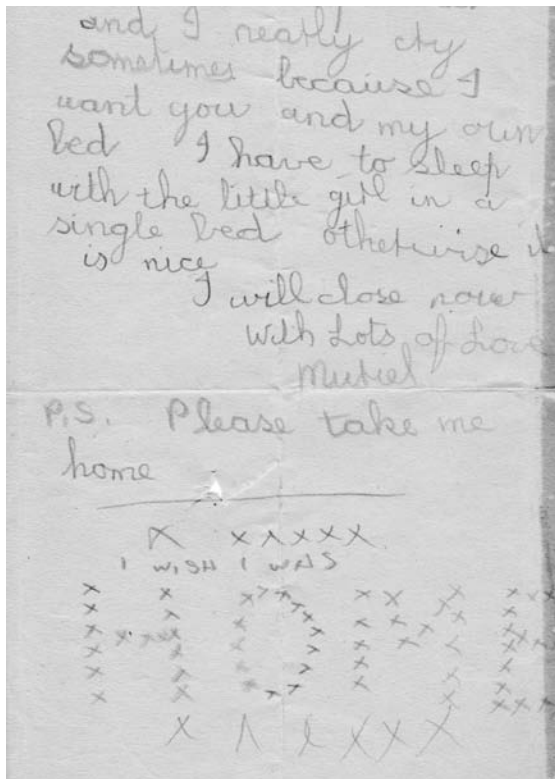 and I really cry
sometimes because I
want you and my own
bed I have to sleep
with the little girl in a
single bed otherwise it
is nice
I will close now
With Lots of Love
Muriel
P.S. Please take me
home
X XXXXX
I WISH I WAS
HOME
X X X X X X